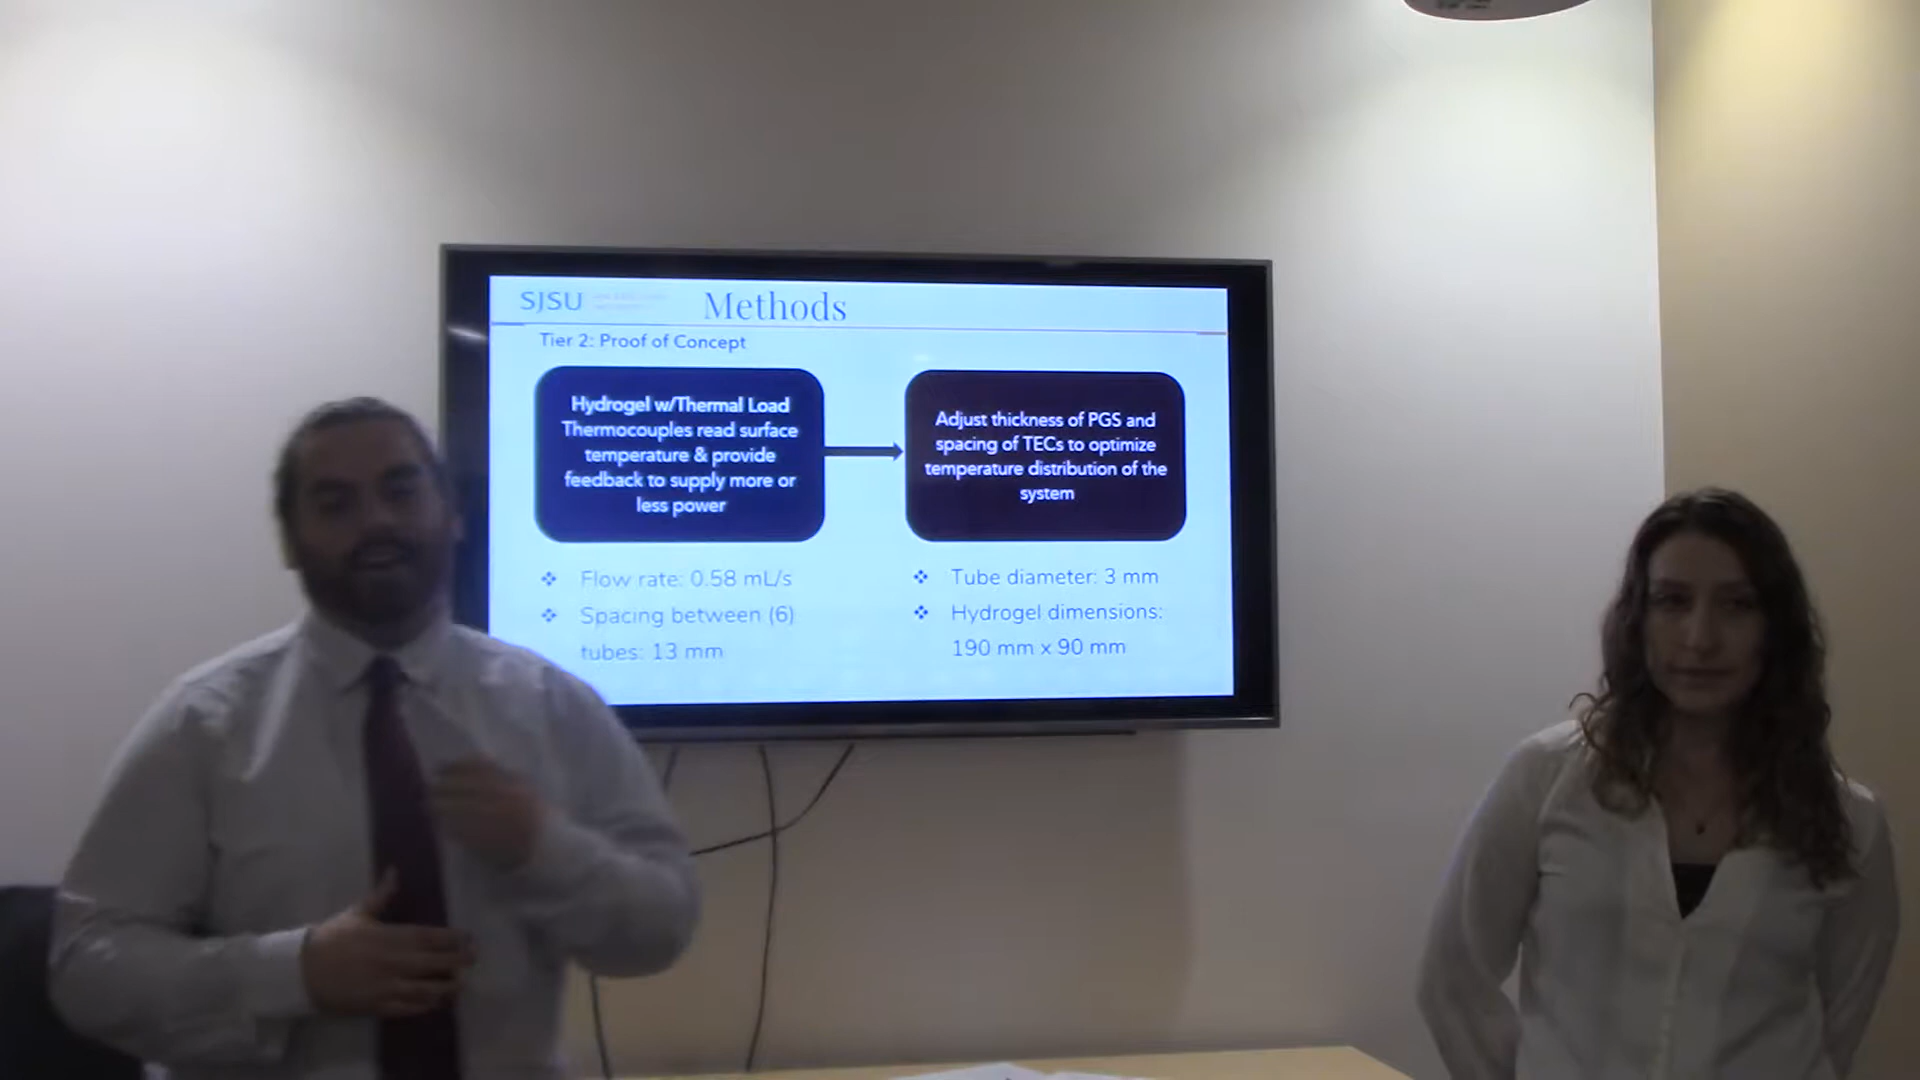 SJSU
Methods
Tier 2: Proof of Concept
Hydrogel w/Thermal Load
Thermocouples read surface
temperature & provide
feedback to supply more or
less power
Adjust thickness of PGS and
spacing of TECs to optimize
temperature distribution of the
system
❖ Flow rate: 0.58 mL/s
❖ Spacing between (6)
tubes: 13 mm
❖ Tube diameter: 3 mm
❖ Hydrogel dimensions:
190 mm x 90 mm